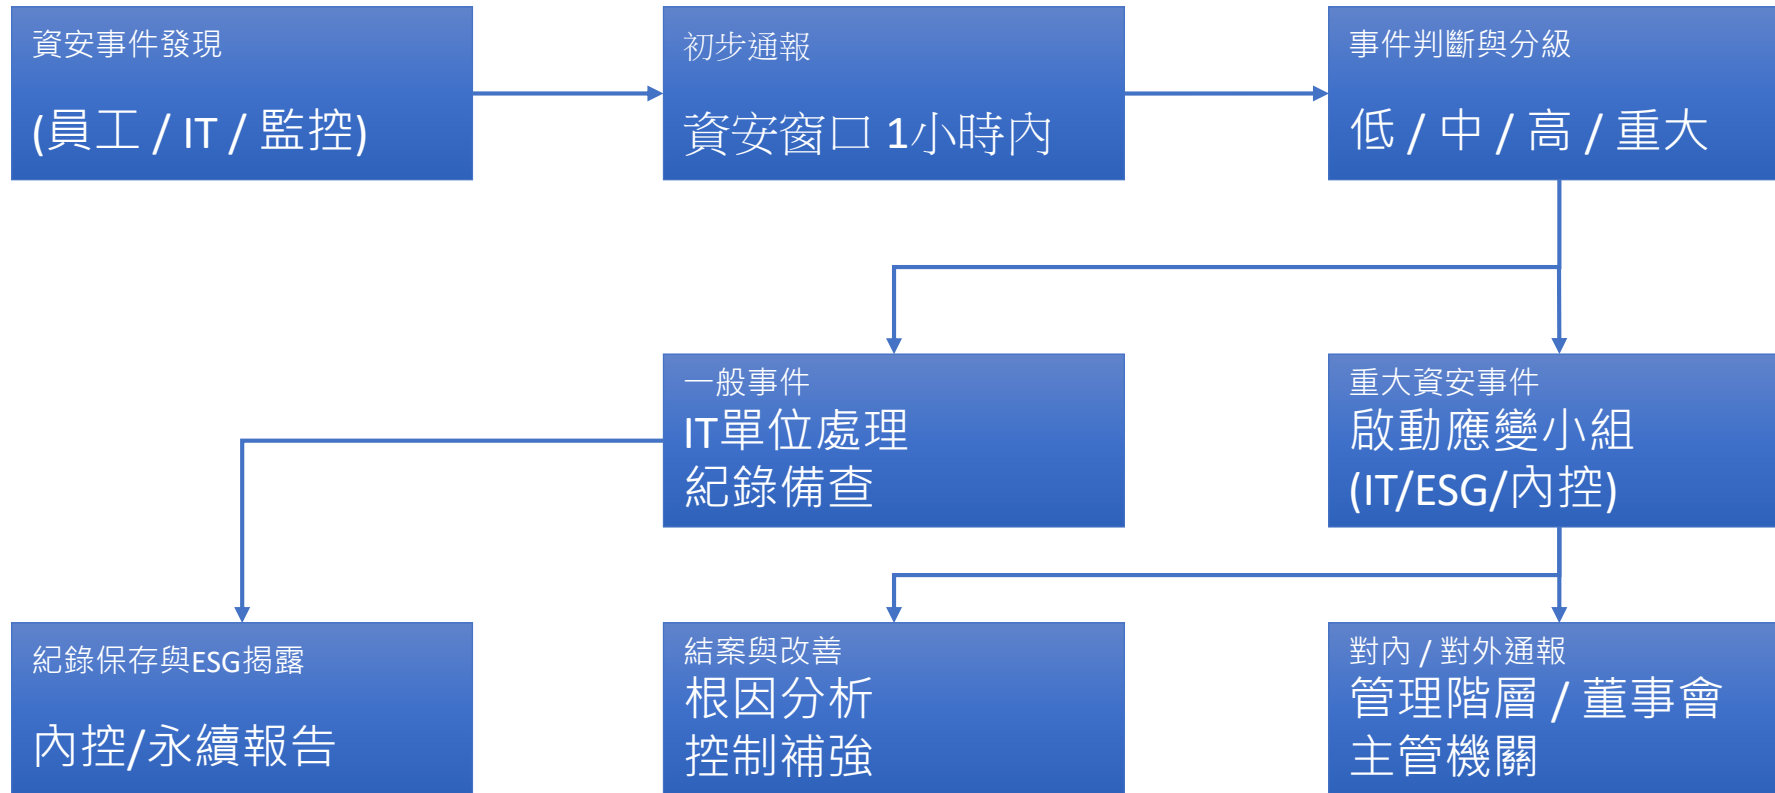 資安事件發現
(員工 / IT / 監控)
初步通報
資安窗口 1小時內
事件判斷與分級
低 / 中 / 高 / 重大
一般事件
IT單位處理
紀錄備查
重大資安事件
啟動應變小組
(IT/ESG/內控)
紀錄保存與ESG揭露
內控/永續報告
結案與改善
根因分析
控制補強
對內 / 對外通報
管理階層 / 董事會
主管機關